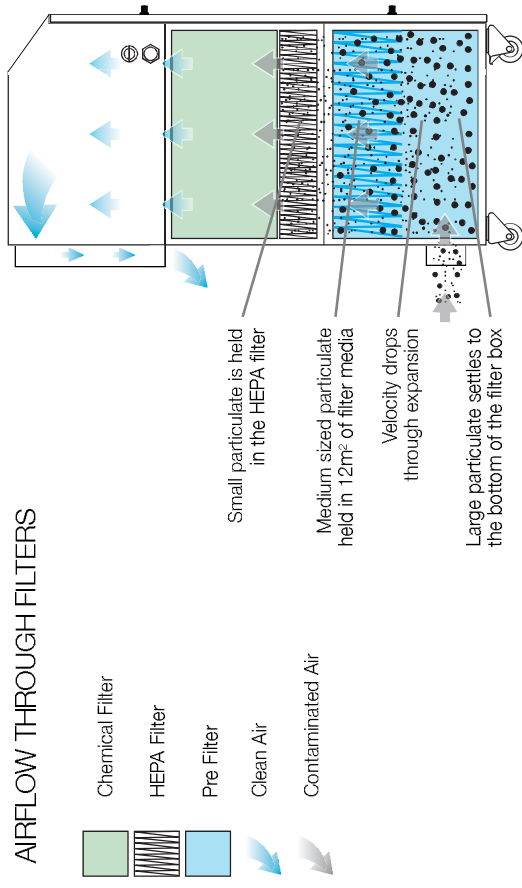 AIRFLOW THROUGH FILTERS
Chemical Filter
HEPA Filter
Pre Filter
Clean Air
Contaminated Air
Small particulate is held
in the HEPA filter
Medium sized particulate
held in 12m² of filter media
Velocity drops
through expansion
Large particulate settles to
the bottom of the filter box